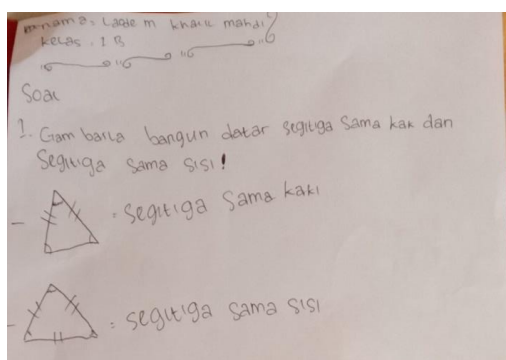 nama : Lade m khalil mahdi
kelas : 1 B
Soal
1. Gambarla bangun datar segitiga sama kak dan
Segitiga sama sisi!
- = segitiga sama kaki
- = segitiga sama sisi